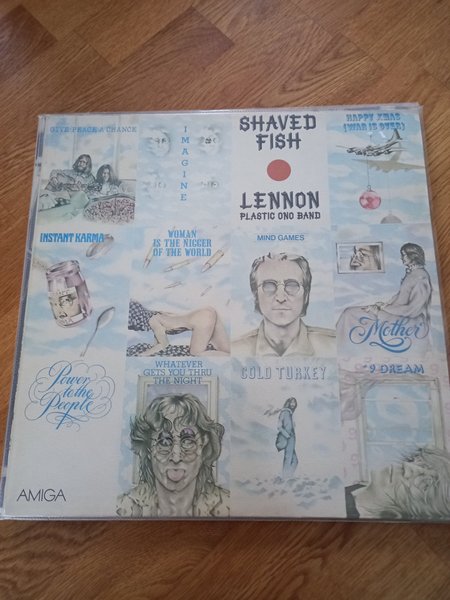 GIVE PEACE A CHANCE
IMAGINE
SHAVED
FISH
LENNON
PLASTIC ONO BAND
HAPPY XMAS
(WAR IS OVER)
INSTANT KARMA
WOMAN
IS THE NIGGER
OF THE WORLD
MIND GAMES
Mother
Power
to the
People
WHATEVER
GETS YOU THRU
THE NIGHT
COLD TURKEY
#9 DREAM
AMIGA